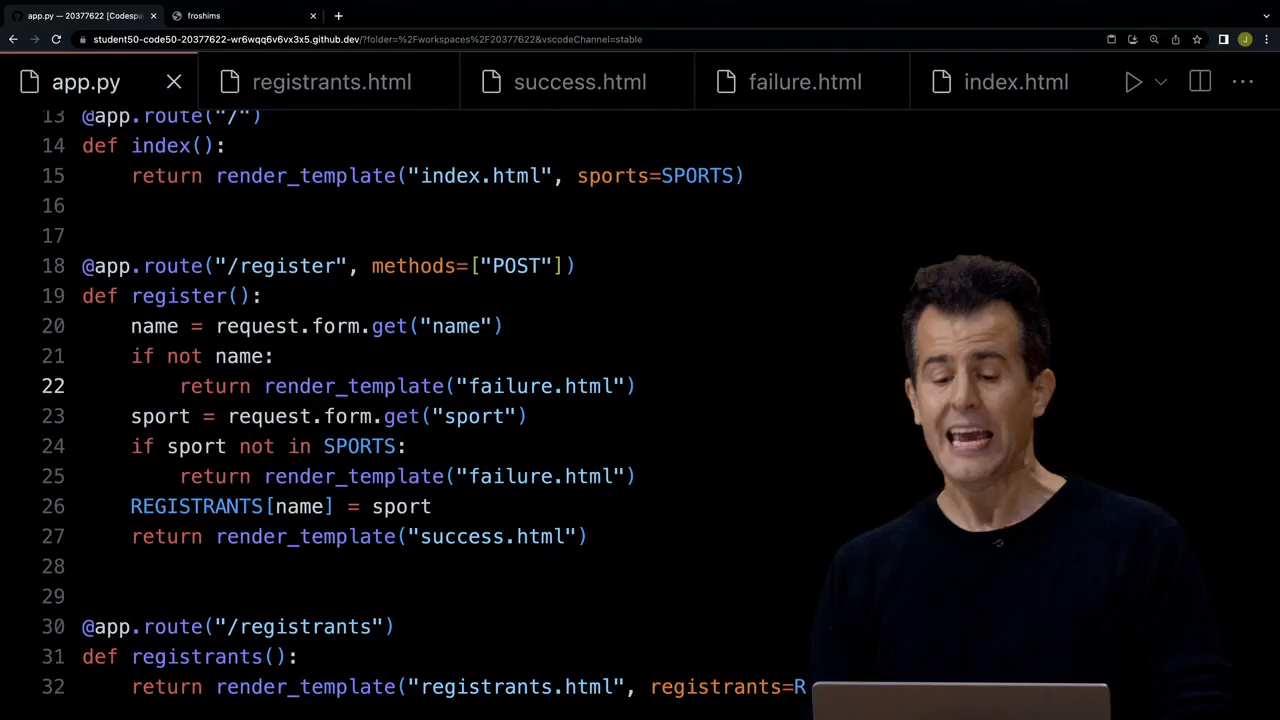 app.py — 20377622 [Codespa
froshims
student50-code50-20377622-wr6wqq6v6vx3x5.github.dev/?folder=%2Fworkspaces%2F20377622&vscodeChannel=stable
J
app.py registrants.html success.html failure.html index.html
13 @app.route("/")
14 def index():
15 return render_template("index.html", sports=SPORTS)
16
17
18 @app.route("/register", methods=["POST"])
19 def register():
20 name = request.form.get("name")
21 if not name:
22 return render_template("failure.html")
23 sport = request.form.get("sport")
24 if sport not in SPORTS:
25 return render_template("failure.html")
26 REGISTRANTS[name] = sport
27 return render_template("success.html")
28
29
30 @app.route("/registrants")
31 def registrants():
32 return render_template("registrants.html", registrants=R